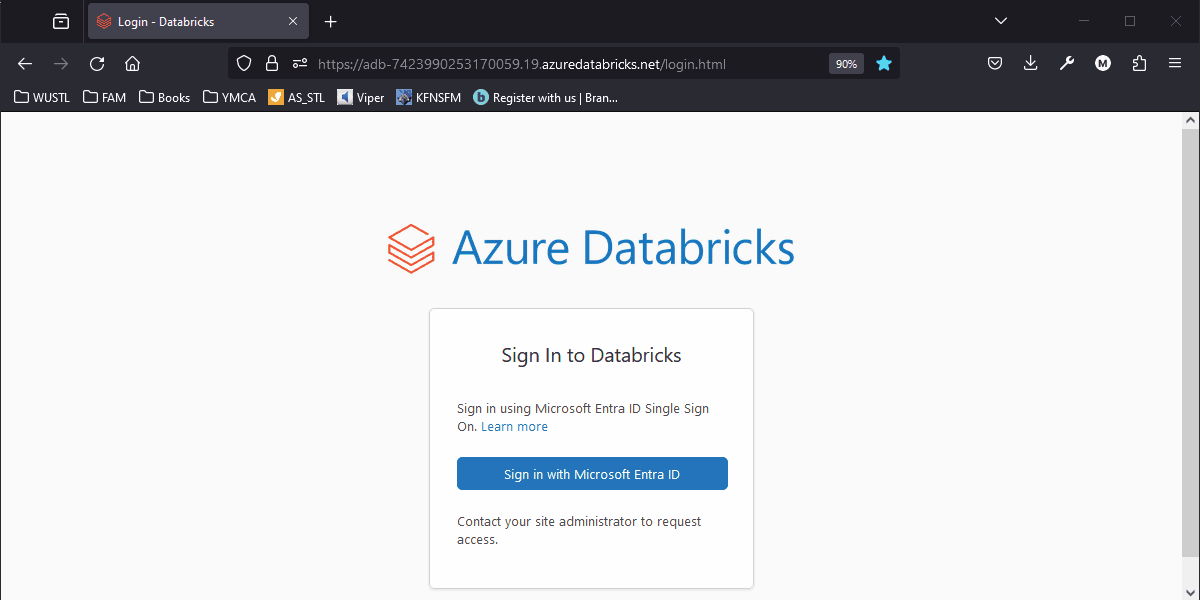 Login - Databricks
https://adb-7423990253170059.19.azuredatabricks.net/login.html 90% M
WUSTL FAM Books YMCA AS_STL Viper KFNSFM b Register with us | Bran...
Azure Databricks
Sign In to Databricks
Sign in using Microsoft Entra ID Single Sign
On. Learn more
Sign in with Microsoft Entra ID
Contact your site administrator to request
access.